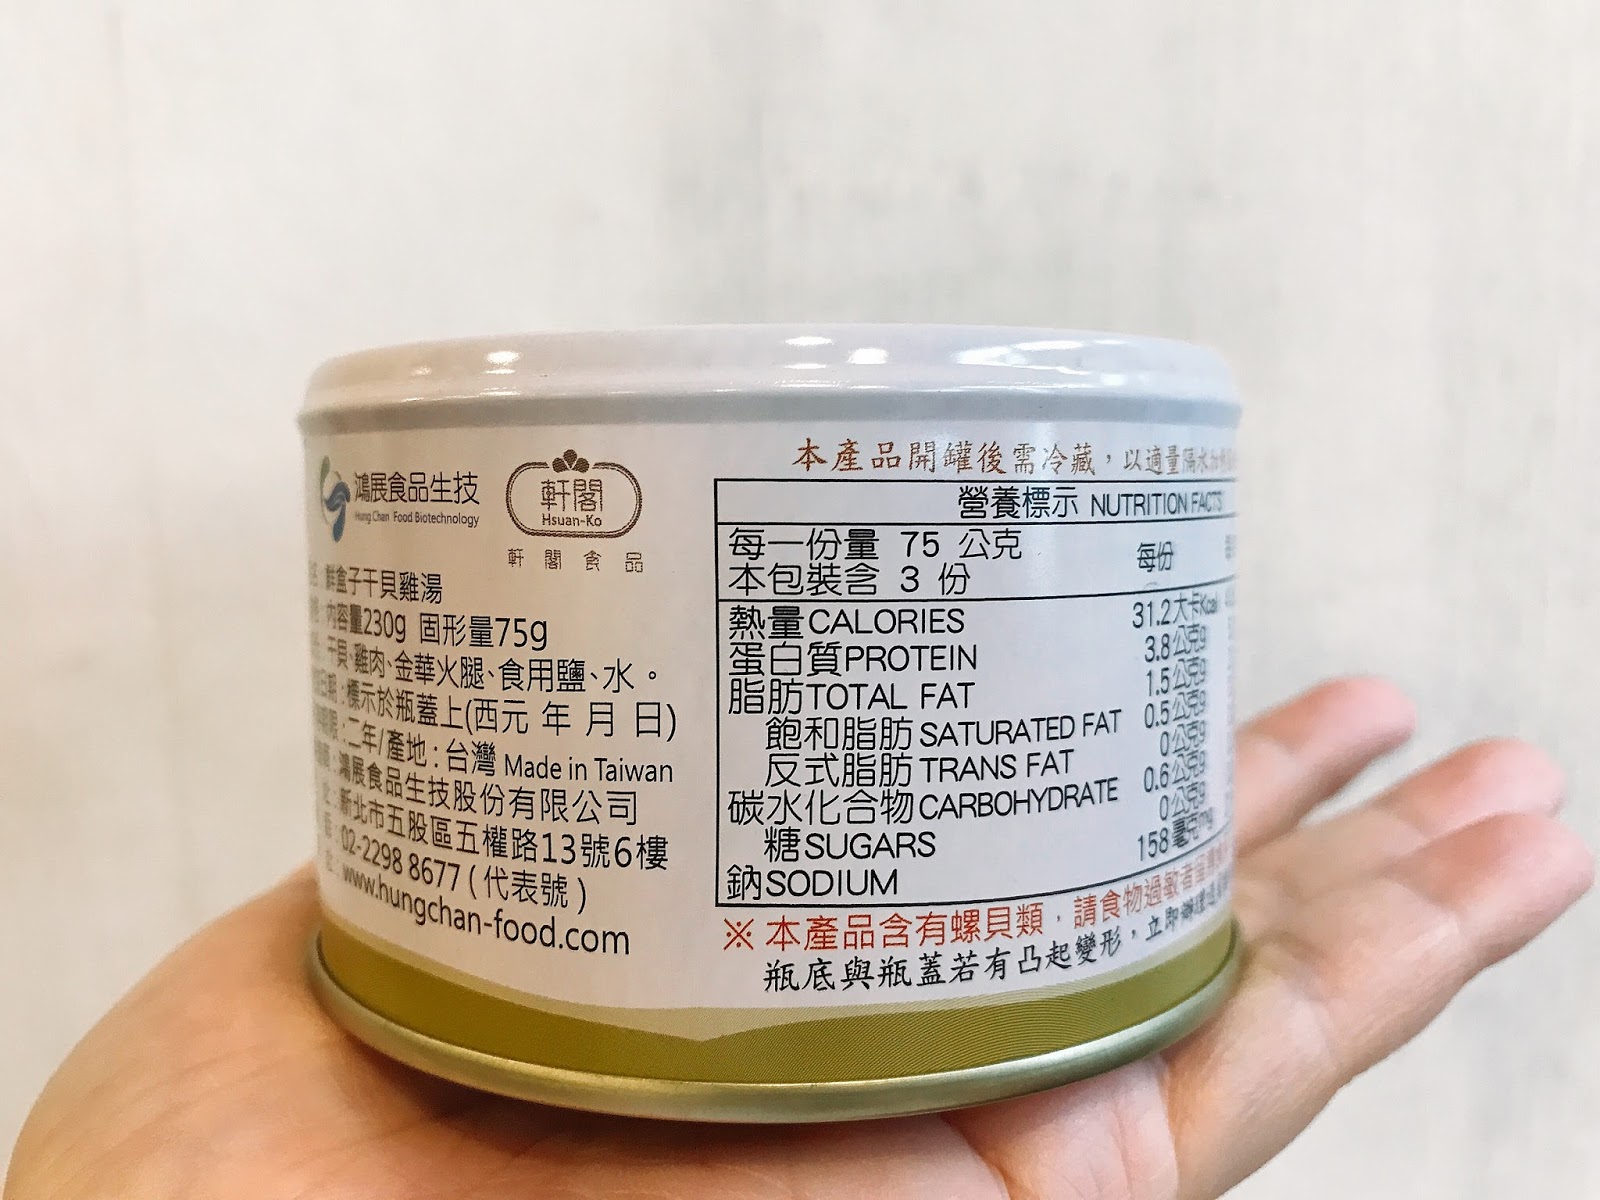 鴻展食品生技
Hung Chan Food Biotechnology
軒閣
Hsuan-Ko
軒閣食品
鮮盒子干貝雞湯
內容量230g 固形量75g
干貝、雞肉、金華火腿、食用鹽、水。
日期:標示於瓶蓋上(西元 年 月 日)
期限:二年/產地:台灣 Made in Taiwan
鴻展食品生技股份有限公司
址:新北市五股區五權路13號6樓
02-2298 8677 (代表號)
www.hungchan-food.com
本產品開罐後需冷藏，以適量隔水加熱
營養標示 NUTRITION FACTS
每一份量 75 公克
本包裝含 3 份
每份
熱量CALORIES 31.2大卡Kcal
蛋白質PROTEIN 3.8公克g
脂肪TOTAL FAT 1.5公克g
飽和脂肪SATURATED FAT 0.5公克g
反式脂肪TRANS FAT 0公克g
碳水化合物CARBOHYDRATE 0.6公克g
糖SUGARS 0公克g
鈉SODIUM 158毫克mg
※本產品含有螺貝類，請食物過敏者
瓶底與瓶蓋若有凸起變形，立即